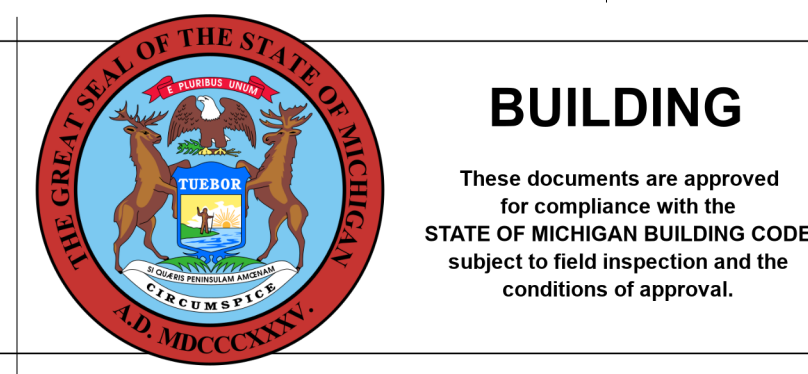 THE GREAT SEAL OF THE STATE OF MICHIGAN
E PLURIBUS UNUM
TUEBOR
SI QUÆRIS PENINSULAM AMŒNAM
CIRCUMSPICE
A.D. MDCCCXXXV.
BUILDING
These documents are approved
for compliance with the
STATE OF MICHIGAN BUILDING CODE
subject to field inspection and the
conditions of approval.